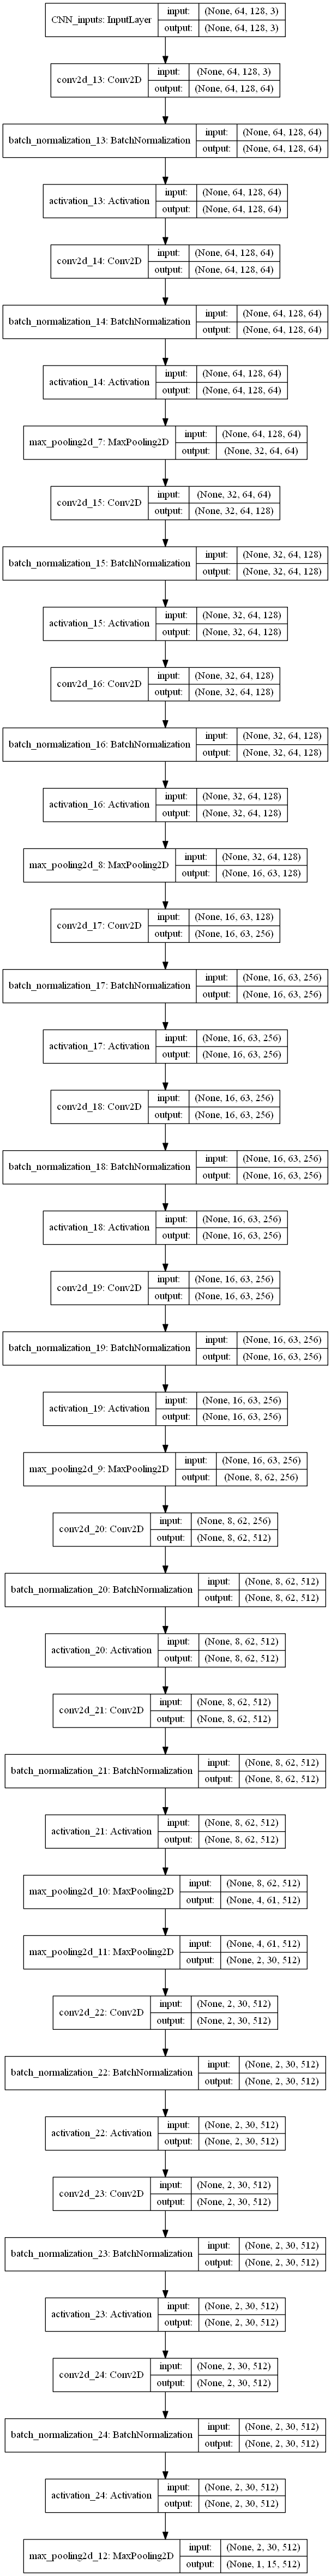 CNN_inputs: InputLayer
input: (None, 64, 128, 3)
output: (None, 64, 128, 3)
conv2d_13: Conv2D
input: (None, 64, 128, 3)
output: (None, 64, 128, 64)
batch_normalization_13: BatchNormalization
input: (None, 64, 128, 64)
output: (None, 64, 128, 64)
activation_13: Activation
input: (None, 64, 128, 64)
output: (None, 64, 128, 64)
conv2d_14: Conv2D
input: (None, 64, 128, 64)
output: (None, 64, 128, 64)
batch_normalization_14: BatchNormalization
input: (None, 64, 128, 64)
output: (None, 64, 128, 64)
activation_14: Activation
input: (None, 64, 128, 64)
output: (None, 64, 128, 64)
max_pooling2d_7: MaxPooling2D
input: (None, 64, 128, 64)
output: (None, 32, 64, 64)
conv2d_15: Conv2D
input: (None, 32, 64, 64)
output: (None, 32, 64, 128)
batch_normalization_15: BatchNormalization
input: (None, 32, 64, 128)
output: (None, 32, 64, 128)
activation_15: Activation
input: (None, 32, 64, 128)
output: (None, 32, 64, 128)
conv2d_16: Conv2D
input: (None, 32, 64, 128)
output: (None, 32, 64, 128)
batch_normalization_16: BatchNormalization
input: (None, 32, 64, 128)
output: (None, 32, 64, 128)
activation_16: Activation
input: (None, 32, 64, 128)
output: (None, 32, 64, 128)
max_pooling2d_8: MaxPooling2D
input: (None, 32, 64, 128)
output: (None, 16, 63, 128)
conv2d_17: Conv2D
input: (None, 16, 63, 128)
output: (None, 16, 63, 256)
batch_normalization_17: BatchNormalization
input: (None, 16, 63, 256)
output: (None, 16, 63, 256)
activation_17: Activation
input: (None, 16, 63, 256)
output: (None, 16, 63, 256)
conv2d_18: Conv2D
input: (None, 16, 63, 256)
output: (None, 16, 63, 256)
batch_normalization_18: BatchNormalization
input: (None, 16, 63, 256)
output: (None, 16, 63, 256)
activation_18: Activation
input: (None, 16, 63, 256)
output: (None, 16, 63, 256)
conv2d_19: Conv2D
input: (None, 16, 63, 256)
output: (None, 16, 63, 256)
batch_normalization_19: BatchNormalization
input: (None, 16, 63, 256)
output: (None, 16, 63, 256)
activation_19: Activation
input: (None, 16, 63, 256)
output: (None, 16, 63, 256)
max_pooling2d_9: MaxPooling2D
input: (None, 16, 63, 256)
output: (None, 8, 62, 256)
conv2d_20: Conv2D
input: (None, 8, 62, 256)
output: (None, 8, 62, 512)
batch_normalization_20: BatchNormalization
input: (None, 8, 62, 512)
output: (None, 8, 62, 512)
activation_20: Activation
input: (None, 8, 62, 512)
output: (None, 8, 62, 512)
conv2d_21: Conv2D
input: (None, 8, 62, 512)
output: (None, 8, 62, 512)
batch_normalization_21: BatchNormalization
input: (None, 8, 62, 512)
output: (None, 8, 62, 512)
activation_21: Activation
input: (None, 8, 62, 512)
output: (None, 8, 62, 512)
max_pooling2d_10: MaxPooling2D
input: (None, 8, 62, 512)
output: (None, 4, 61, 512)
max_pooling2d_11: MaxPooling2D
input: (None, 4, 61, 512)
output: (None, 2, 30, 512)
conv2d_22: Conv2D
input: (None, 2, 30, 512)
output: (None, 2, 30, 512)
batch_normalization_22: BatchNormalization
input: (None, 2, 30, 512)
output: (None, 2, 30, 512)
activation_22: Activation
input: (None, 2, 30, 512)
output: (None, 2, 30, 512)
conv2d_23: Conv2D
input: (None, 2, 30, 512)
output: (None, 2, 30, 512)
batch_normalization_23: BatchNormalization
input: (None, 2, 30, 512)
output: (None, 2, 30, 512)
activation_23: Activation
input: (None, 2, 30, 512)
output: (None, 2, 30, 512)
conv2d_24: Conv2D
input: (None, 2, 30, 512)
output: (None, 2, 30, 512)
batch_normalization_24: BatchNormalization
input: (None, 2, 30, 512)
output: (None, 2, 30, 512)
activation_24: Activation
input: (None, 2, 30, 512)
output: (None, 2, 30, 512)
max_pooling2d_12: MaxPooling2D
input: (None, 2, 30, 512)
output: (None, 1, 15, 512)